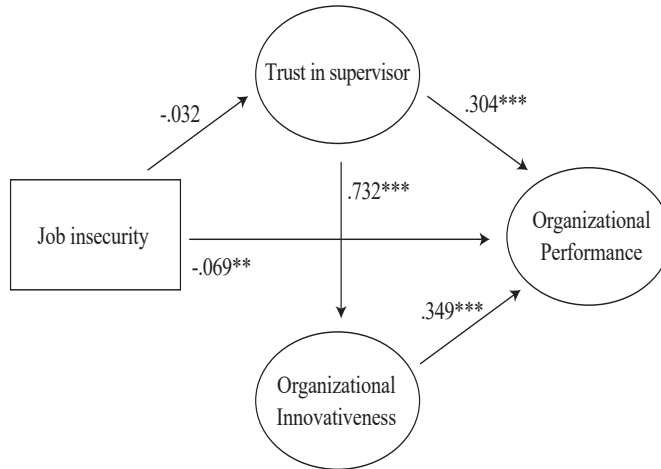 Trust in supervisor
-.032
.304***
.732***
Job insecurity
Organizational
Performance
-.069**
.349***
Organizational
Innovativeness